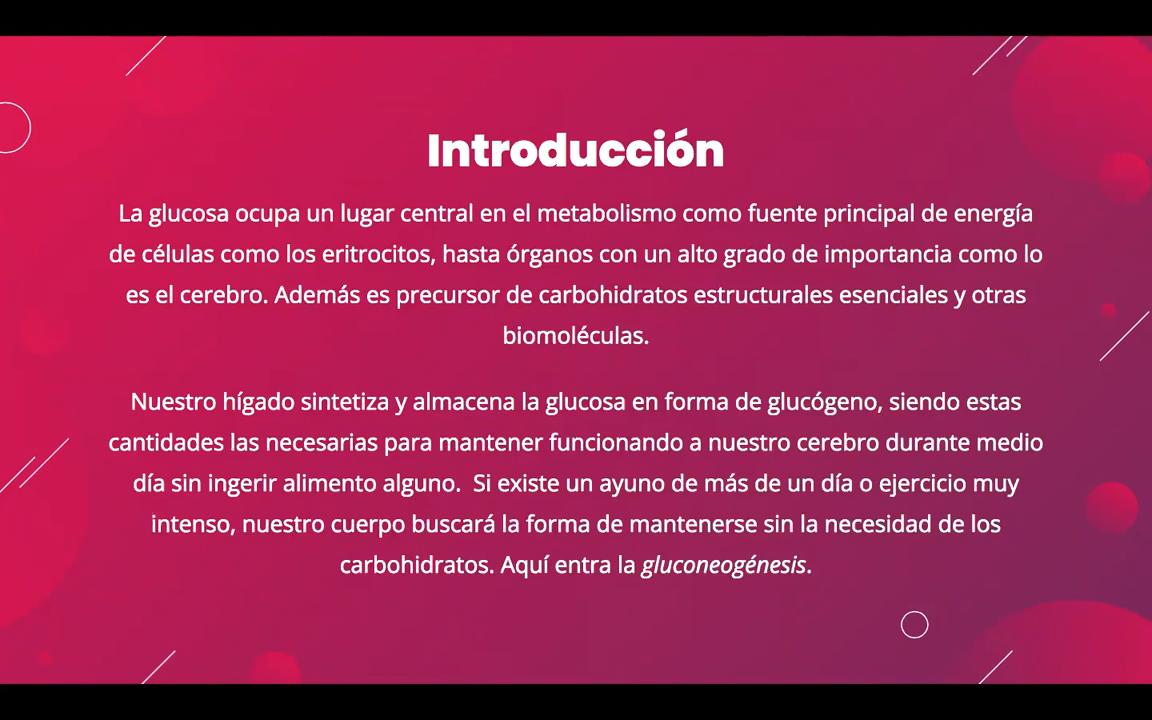 Introducción
La glucosa ocupa un lugar central en el metabolismo como fuente principal de energía
de células como los eritrocitos, hasta órganos con un alto grado de importancia como lo
es el cerebro. Además es precursor de carbohidratos estructurales esenciales y otras
biomoléculas.
Nuestro hígado sintetiza y almacena la glucosa en forma de glucógeno, siendo estas
cantidades las necesarias para mantener funcionando a nuestro cerebro durante medio
día sin ingerir alimento alguno.  Si existe un ayuno de más de un día o ejercicio muy
intenso, nuestro cuerpo buscará la forma de mantenerse sin la necesidad de los
carbohidratos. Aquí entra la gluconeogénesis.